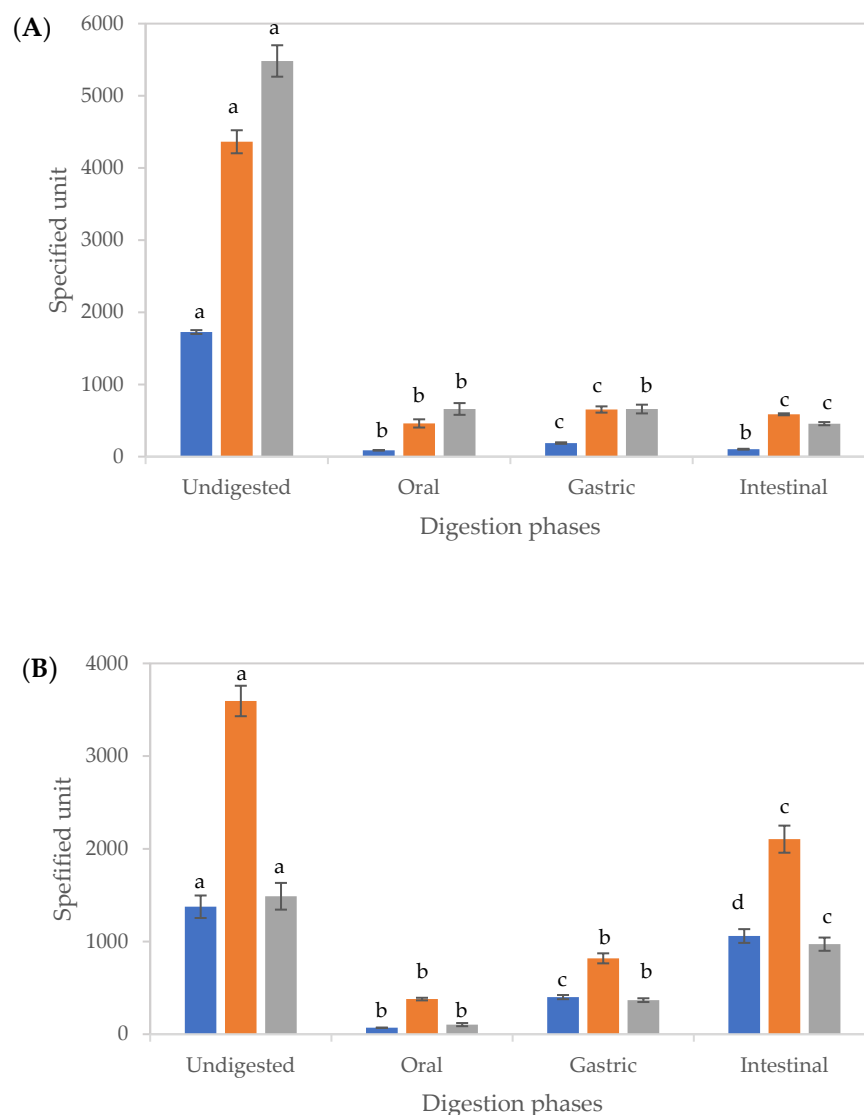 (A)
6000
5000
4000
3000
2000
1000
0
Specified unit
a
a
a
b
b
b
c
c
b
b
c
c
Undigested Oral Gastric Intestinal
Digestion phases
(B)
4000
3000
2000
1000
0
Spefified unit
a
a
a
b
b
b
c
b
b
d
c
c
Undigested Oral Gastric Intestinal
Digestion phases